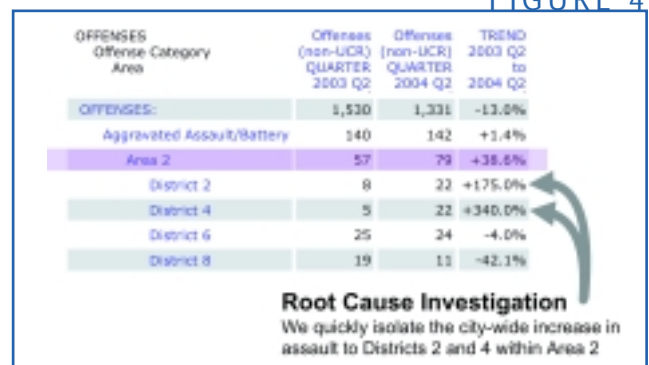 FIGURE 4
OFFENSES
Offense Category
Area
Offenses (non-UCR) QUARTER 2003 Q2
Offenses (non-UCR) QUARTER 2004 Q2
TREND 2003 Q2 to 2004 Q2
OFFENSES: 1,530 1,331 -13.0%
Aggravated Assault/Battery 140 142 +1.4%
Area 2 57 79 +38.6%
District 2 8 22 +175.0%
District 4 5 22 +340.0%
District 6 25 24 -4.0%
District 8 19 11 -42.1%
Root Cause Investigation
We quickly isolate the city-wide increase in
assault to Districts 2 and 4 within Area 2